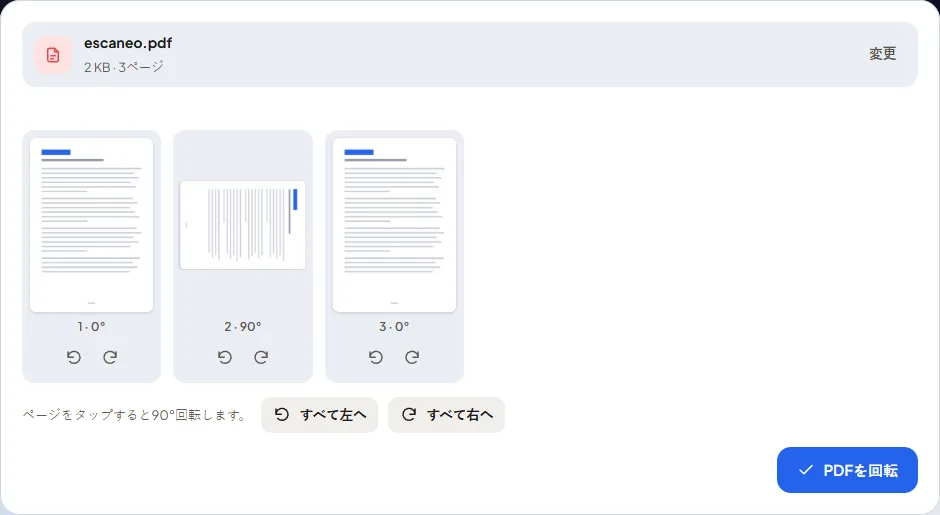 escaneo.pdf
2 KB · 3ページ
変更
1 · 0°
2 · 90°
3 · 0°
ページをタップすると90°回転します。
すべて左へ
すべて右へ
PDFを回転